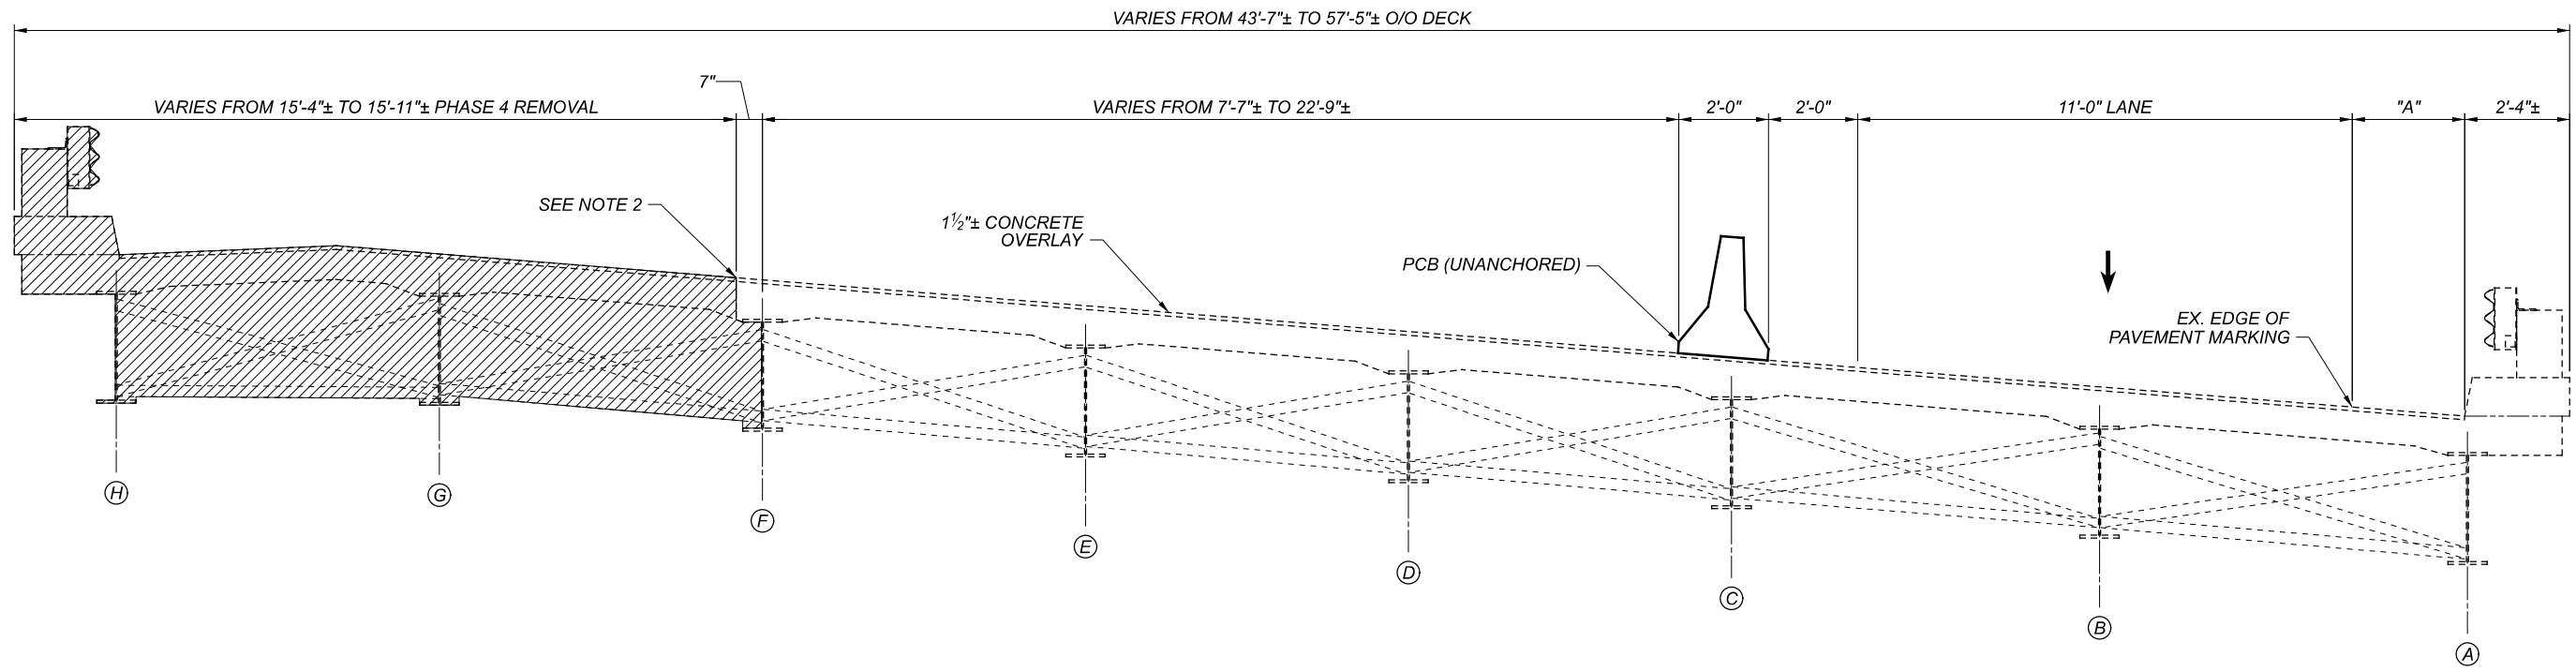 VARIES FROM 43'-7"± TO 57'-5"± O/O DECK
7"
VARIES FROM 15'-4"± TO 15'-11"± PHASE 4 REMOVAL
VARIES FROM 7'-7"± TO 22'-9"±
2'-0"
2'-0"
11'-0" LANE
"A"
2'-4"±
SEE NOTE 2
1½"± CONCRETE
OVERLAY
PCB (UNANCHORED)
EX. EDGE OF
PAVEMENT MARKING
H
G
F
E
D
C
B
A